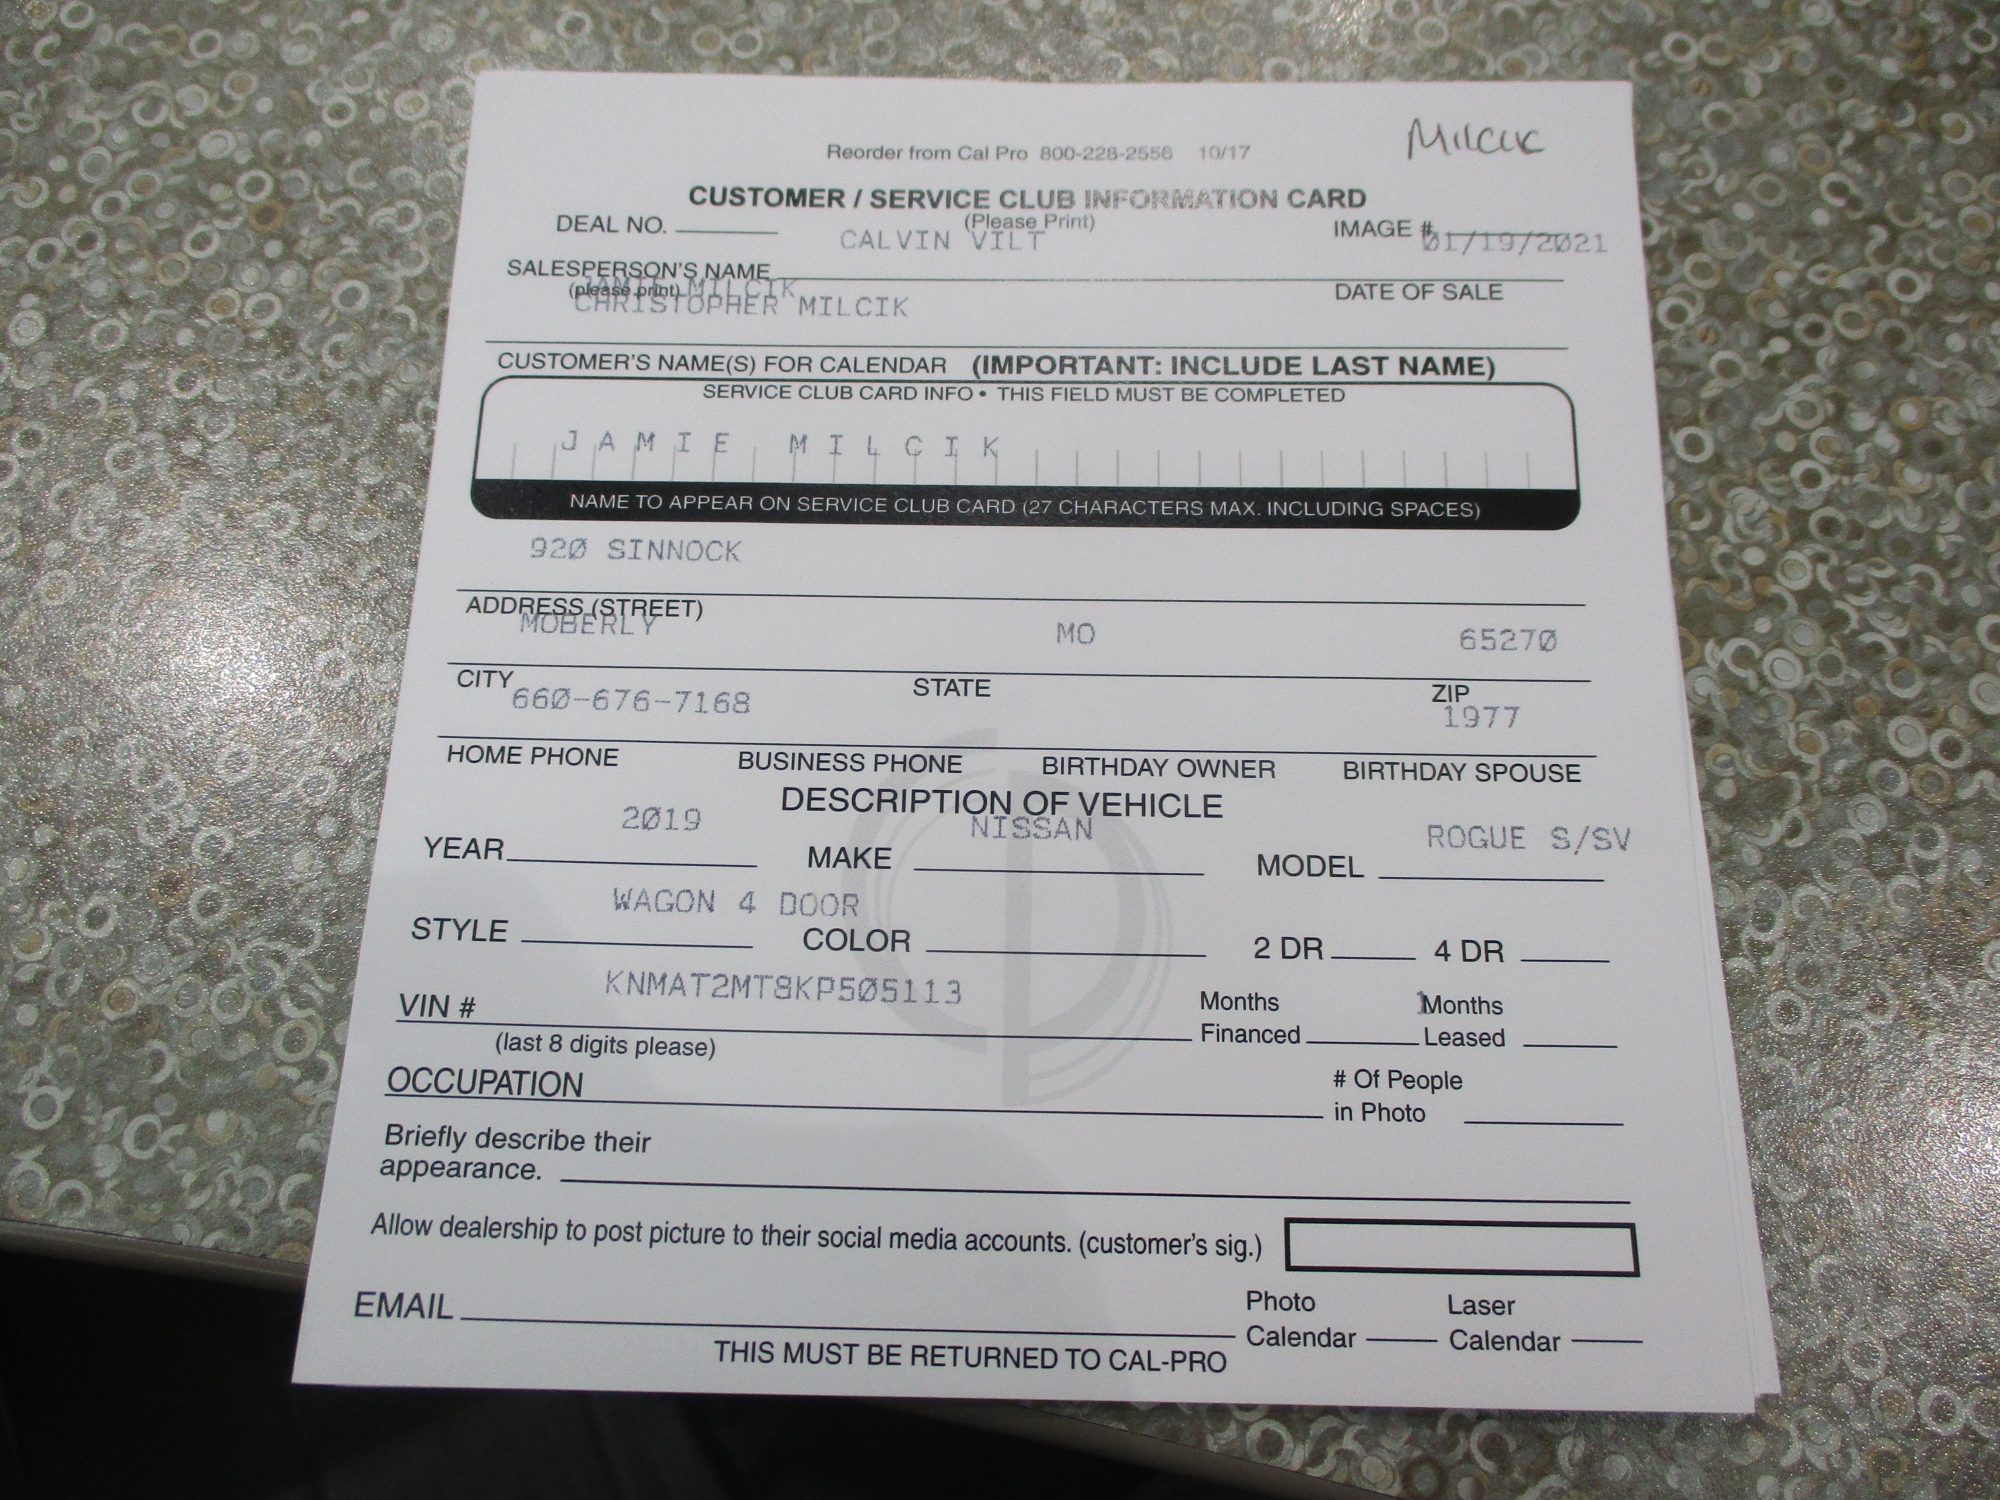 Milcik
Reorder from Cal Pro 800-228-2556 10/17
CUSTOMER / SERVICE CLUB INFORMATION CARD
DEAL NO. (Please Print) IMAGE #
CALVIN VILT 01/19/2021
SALESPERSON'S NAME
(please print) DATE OF SALE
JAMIE MILCIK
CHRISTOPHER MILCIK
CUSTOMER'S NAME(S) FOR CALENDAR (IMPORTANT: INCLUDE LAST NAME)
SERVICE CLUB CARD INFO • THIS FIELD MUST BE COMPLETED
JAMIE MILCIK
NAME TO APPEAR ON SERVICE CLUB CARD (27 CHARACTERS MAX. INCLUDING SPACES)
920 SINNOCK
ADDRESS (STREET)
MOBERLY MO 65270
CITY STATE ZIP
660-676-7168 1977
HOME PHONE BUSINESS PHONE BIRTHDAY OWNER BIRTHDAY SPOUSE
DESCRIPTION OF VEHICLE
2019 NISSAN ROGUE S/SV
YEAR MAKE MODEL
WAGON 4 DOOR
STYLE COLOR 2 DR 4 DR
KNMAT2MT8KP505113
VIN # Months Financed 1 Months Leased
(last 8 digits please)
OCCUPATION # Of People in Photo
Briefly describe their
appearance.
Allow dealership to post picture to their social media accounts. (customer's sig.)
EMAIL Photo Calendar Laser Calendar
THIS MUST BE RETURNED TO CAL-PRO